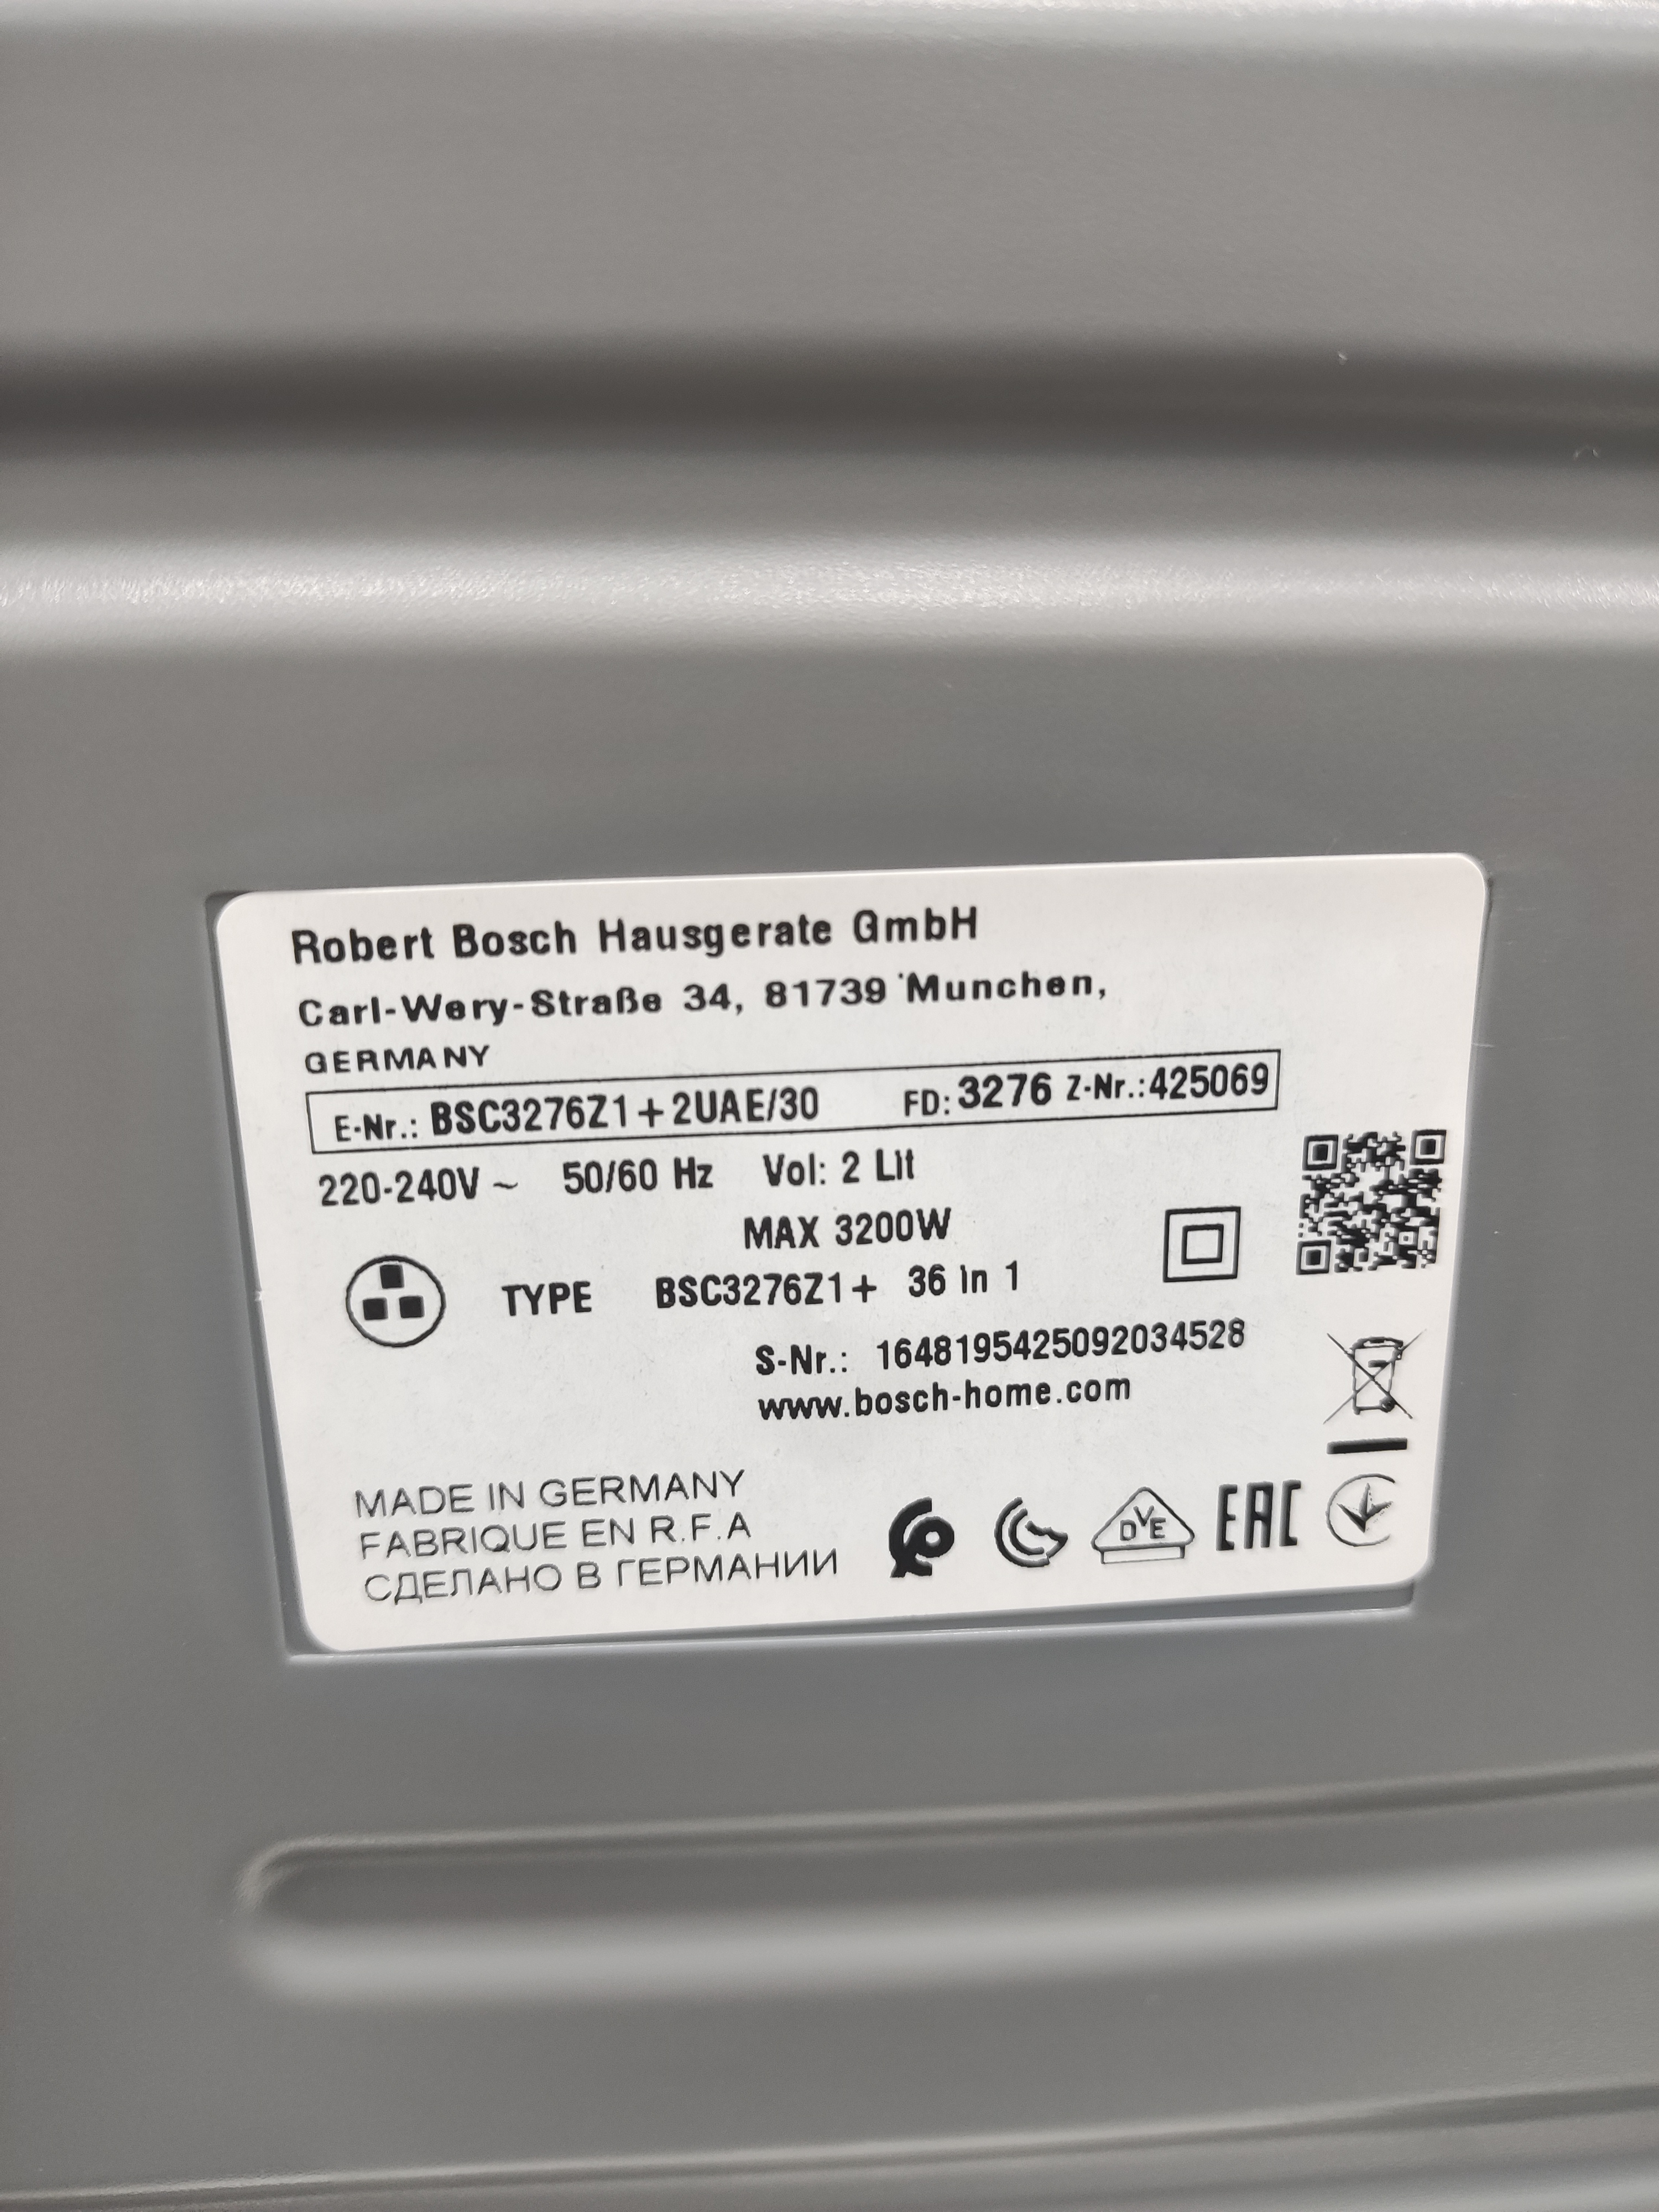 Robert Bosch Hausgerate GmbH
Carl-Wery-Straße 34, 81739 Munchen,
GERMANY
E-Nr.: BSC3276Z1+2UAE/30 FD: 3276 Z-Nr.:425069
220-240V ~ 50/60 Hz Vol: 2 Lit
MAX 3200W
TYPE BSC3276Z1+ 36 in 1
S-Nr.: 1648195425092034528
www.bosch-home.com
MADE IN GERMANY
FABRIQUE EN R.F.A
СДЕЛАНО В ГЕРМАНИИ
DVE
EAC